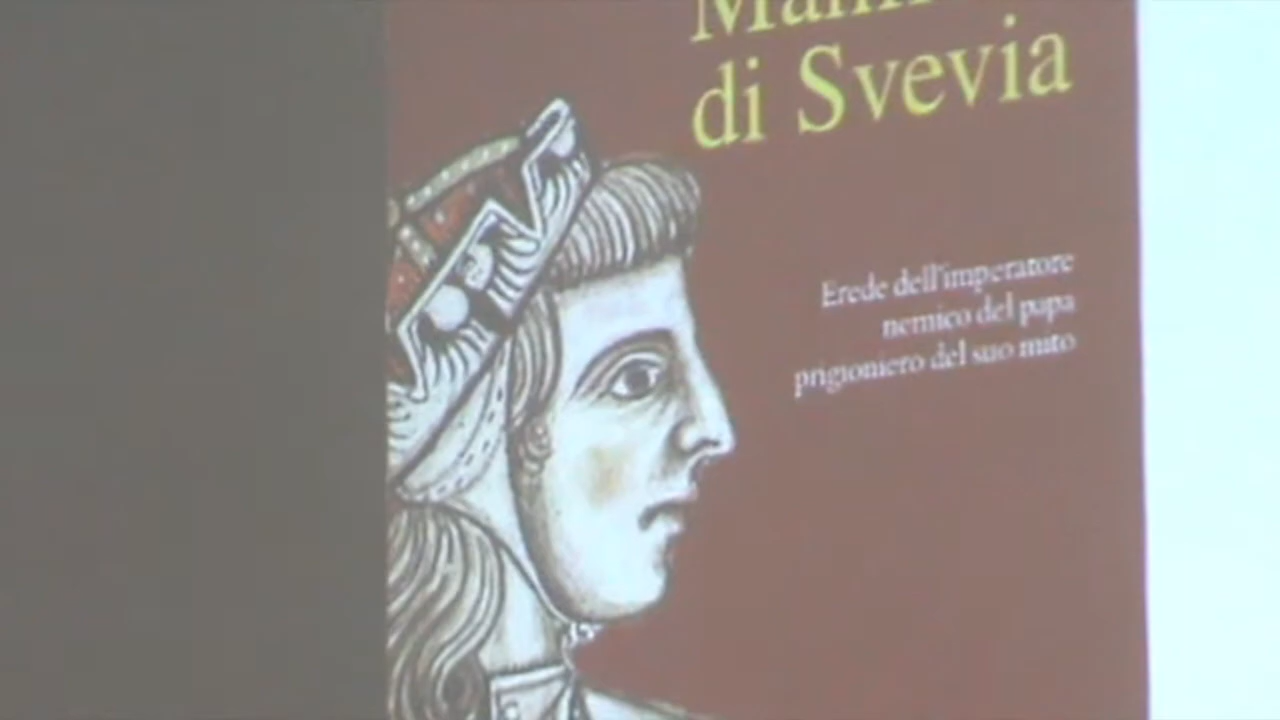 di Svevia
Erede dell'imperatore
nemico del papa
prigioniero del suo mito